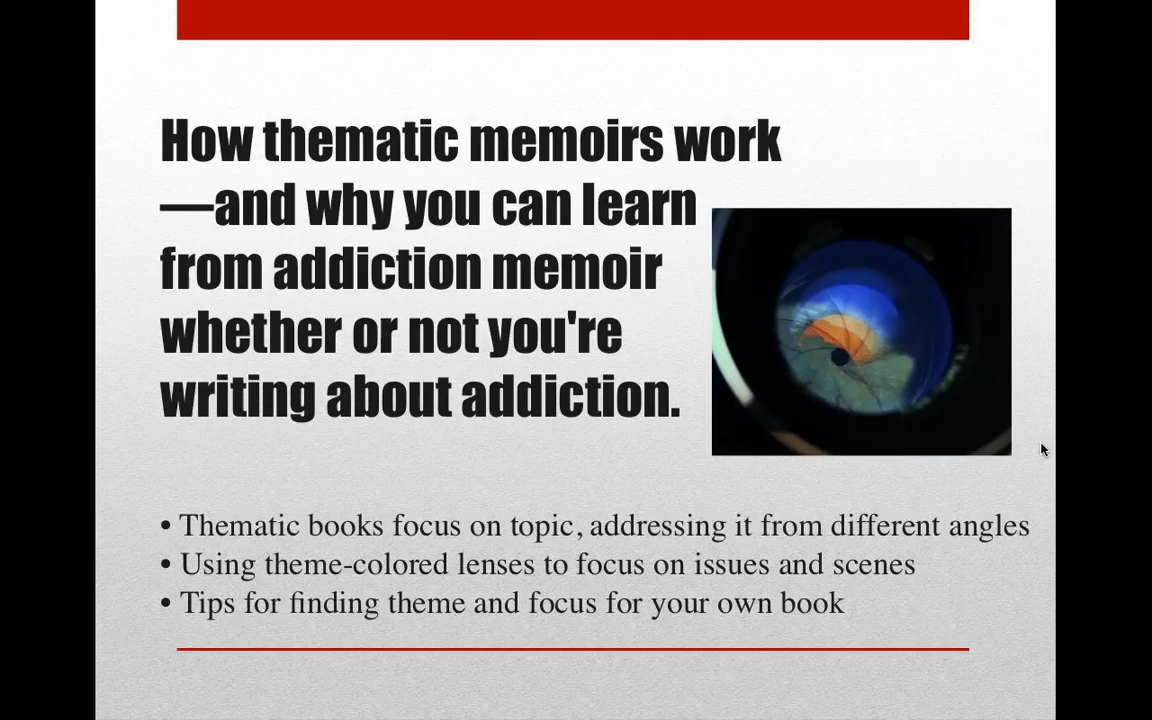 How thematic memoirs work
—and why you can learn
from addiction memoir
whether or not you're
writing about addiction.
• Thematic books focus on topic, addressing it from different angles
• Using theme-colored lenses to focus on issues and scenes
• Tips for finding theme and focus for your own book